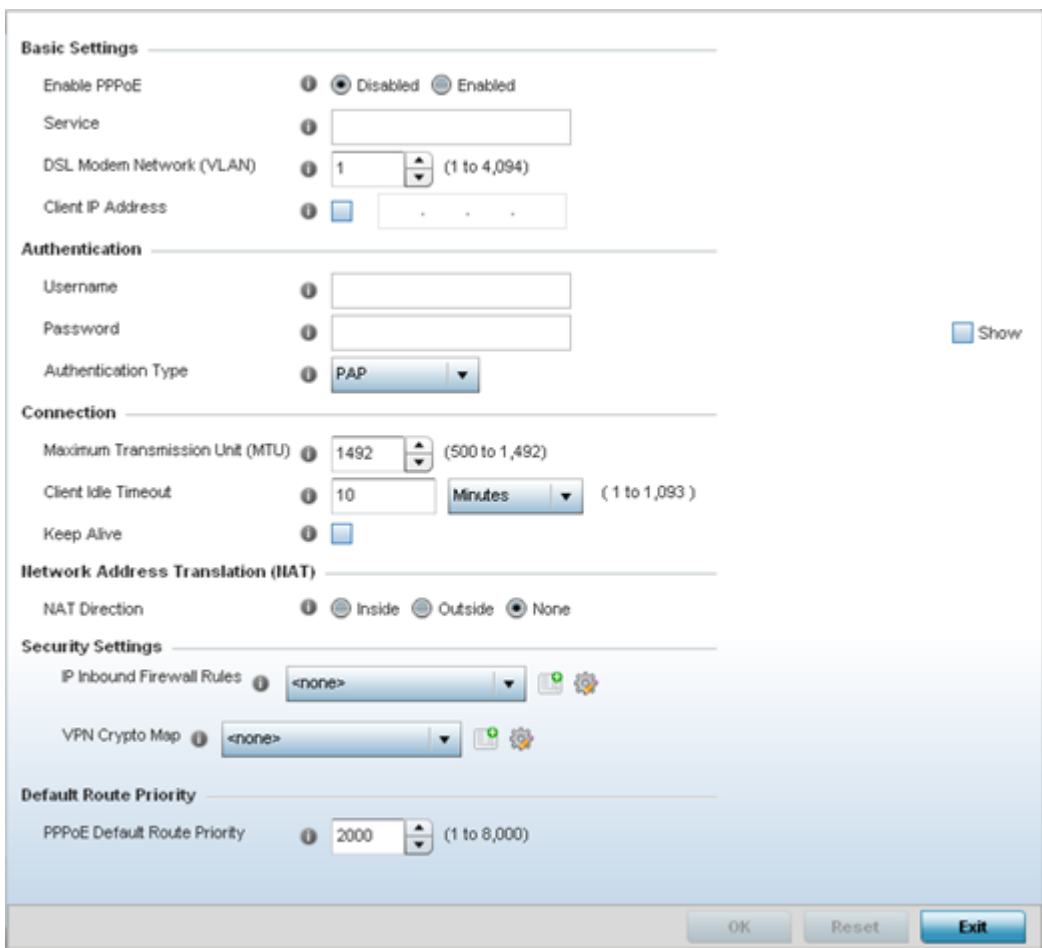 Basic Settings
Enable PPPoE Disabled Enabled
Service
DSL Modem Network (VLAN) 1 (1 to 4,094)
Client IP Address . . .
Authentication
Username
Password Show
Authentication Type PAP
Connection
Maximum Transmission Unit (MTU) 1492 (500 to 1,492)
Client Idle Timeout 10 Minutes ( 1 to 1,093 )
Keep Alive
Network Address Translation (NAT)
NAT Direction Inside Outside None
Security Settings
IP Inbound Firewall Rules <none>
VPN Crypto Map <none>
Default Route Priority
PPPoE Default Route Priority 2000 (1 to 8,000)
OK Reset Exit